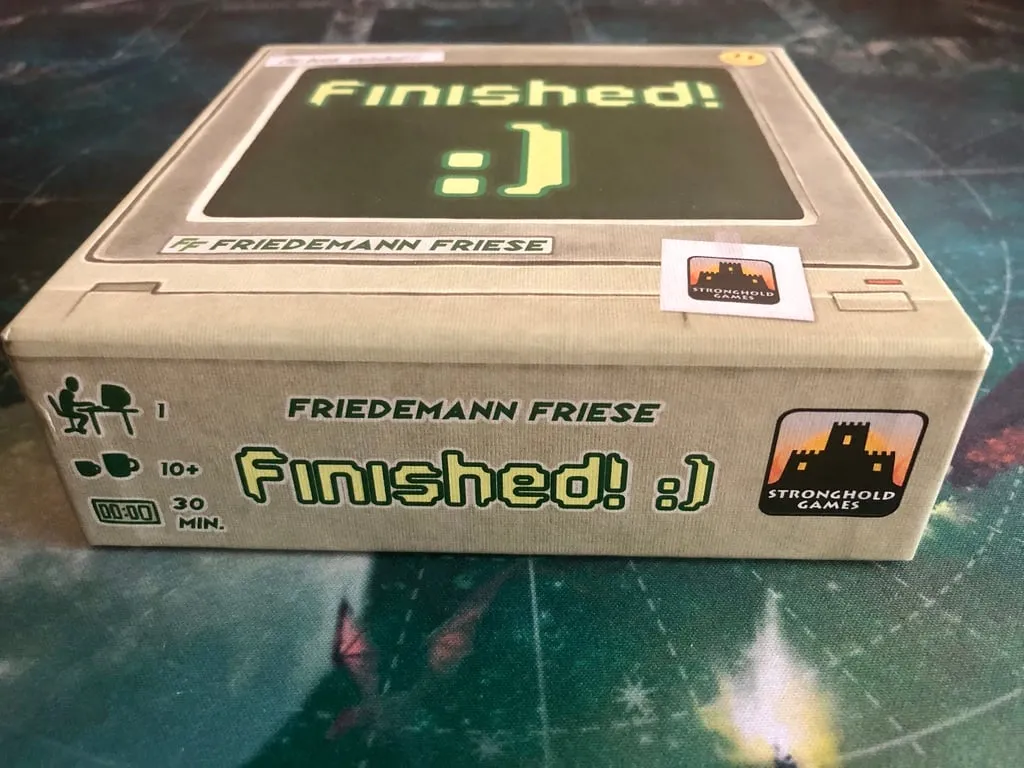 Finished!
:)
FF FRIEDEMANN FRIESE
STRONGHOLD
GAMES
1
10+
00:00
30
MIN.
FRIEDEMANN FRIESE
Finished! :)
STRONGHOLD
GAMES